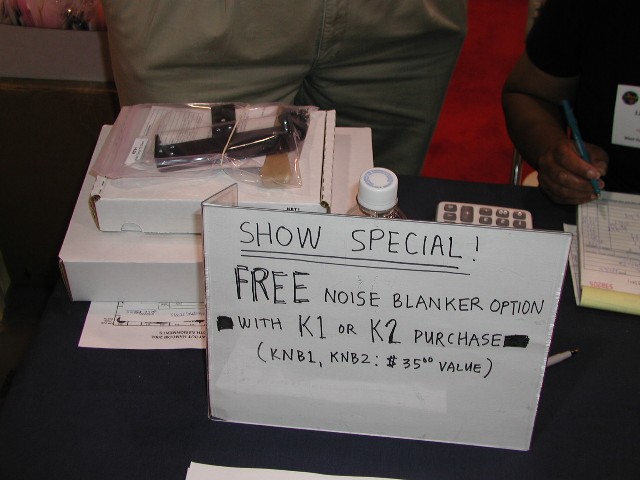 SHOW SPECIAL!
FREE NOISE BLANKER OPTION
WITH K1 OR K2 PURCHASE
(KNB1, KNB2: $35⁰⁰ VALUE)